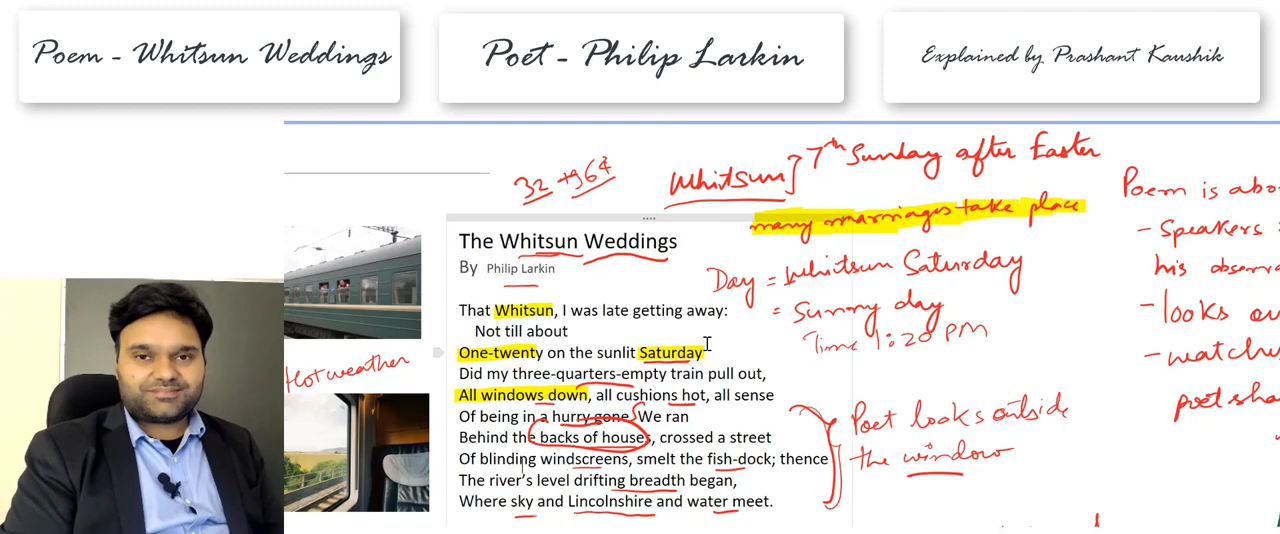 Poem - Whitsun Weddings
Poet - Philip Larkin
Explained by Prashant Kaushik
32 +964
Whitsun] 7th Sunday after Easter
many marriages take place
Day = Whitsun Saturday
= Sunny day
Time 1:20 PM
Hot weather
The Whitsun Weddings
By Philip Larkin
That Whitsun, I was late getting away:
Not till about
One-twenty on the sunlit Saturday
Did my three-quarters-empty train pull out,
All windows down, all cushions hot, all sense
Of being in a hurry gone. We ran
Behind the backs of houses, crossed a street
Of blinding windscreens, smelt the fish-dock; thence
The river's level drifting breadth began,
Where sky and Lincolnshire and water meet.
Poet looks outside
the window
Poem is abo
- Speakers
his observa
- looks ou
- watche
poet sha